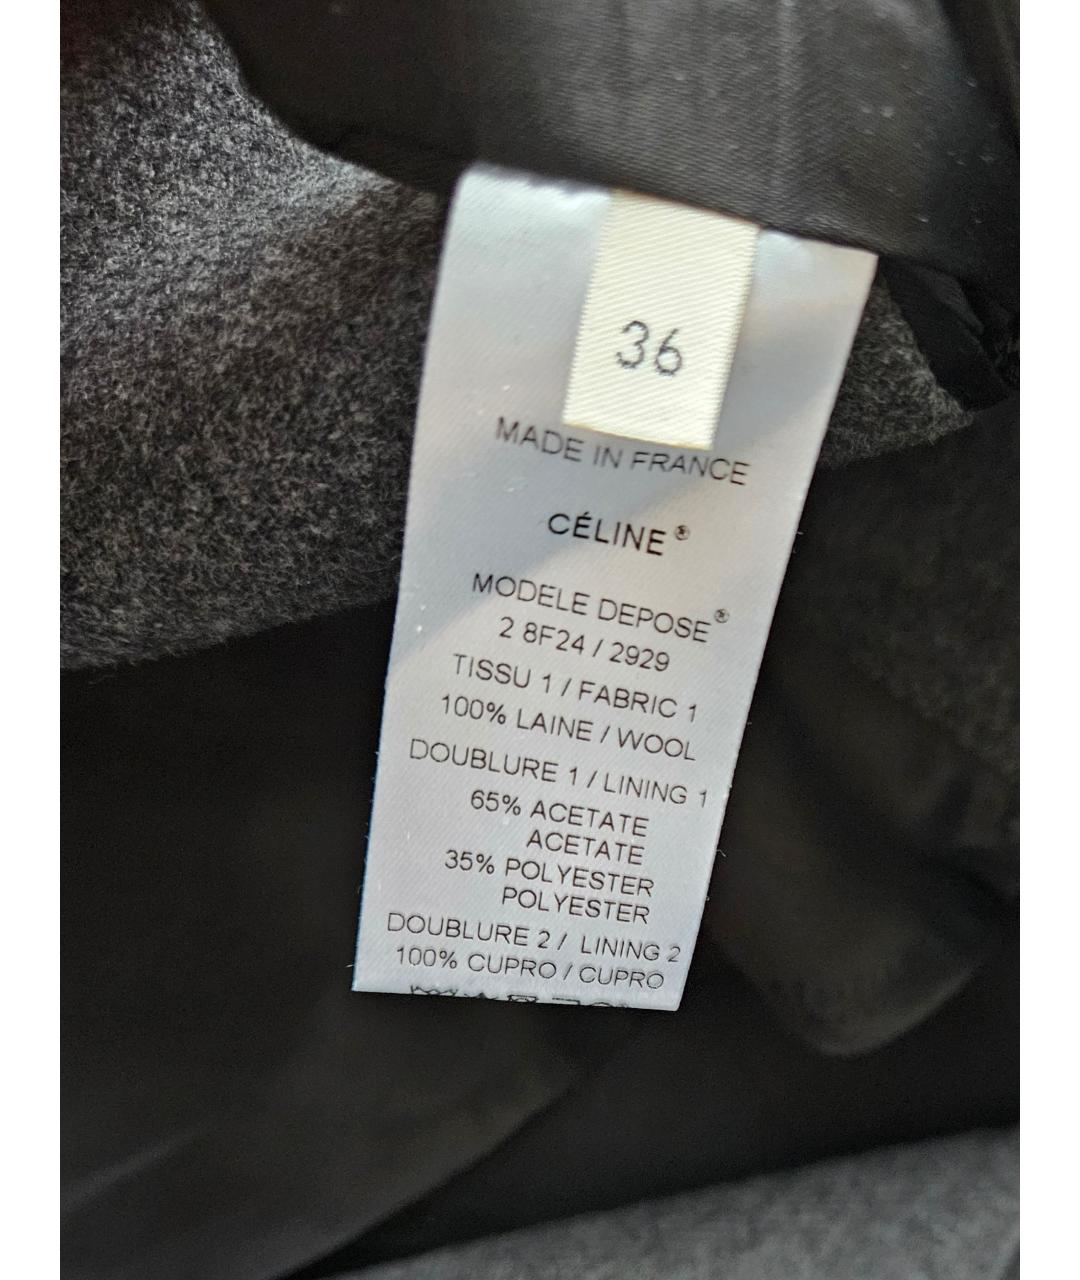 36
MADE IN FRANCE
CÉLINE®
MODELE DEPOSE®
2 8F24 / 2929
TISSU 1 / FABRIC 1
100% LAINE / WOOL
DOUBLURE 1 / LINING 1
65% ACETATE
ACETATE
35% POLYESTER
POLYESTER
DOUBLURE 2 / LINING 2
100% CUPRO / CUPRO